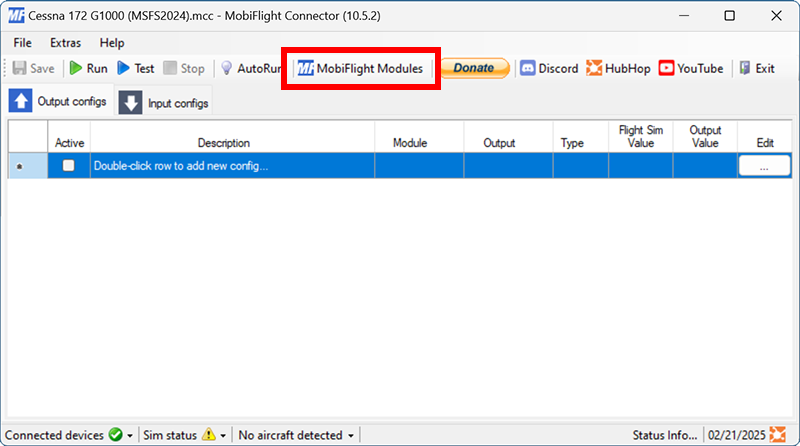 MF Cessna 172 G1000 (MSFS2024).mcc - MobiFlight Connector (10.5.2)
File Extras Help
Save Run Test Stop AutoRun MF MobiFlight Modules Donate Discord HubHop YouTube Exit
Output configs Input configs
Active Description Module Output Type Flight Sim Value Output Value Edit
Double-click row to add new config... ...
Connected devices Sim status No aircraft detected Status Info... 02/21/2025